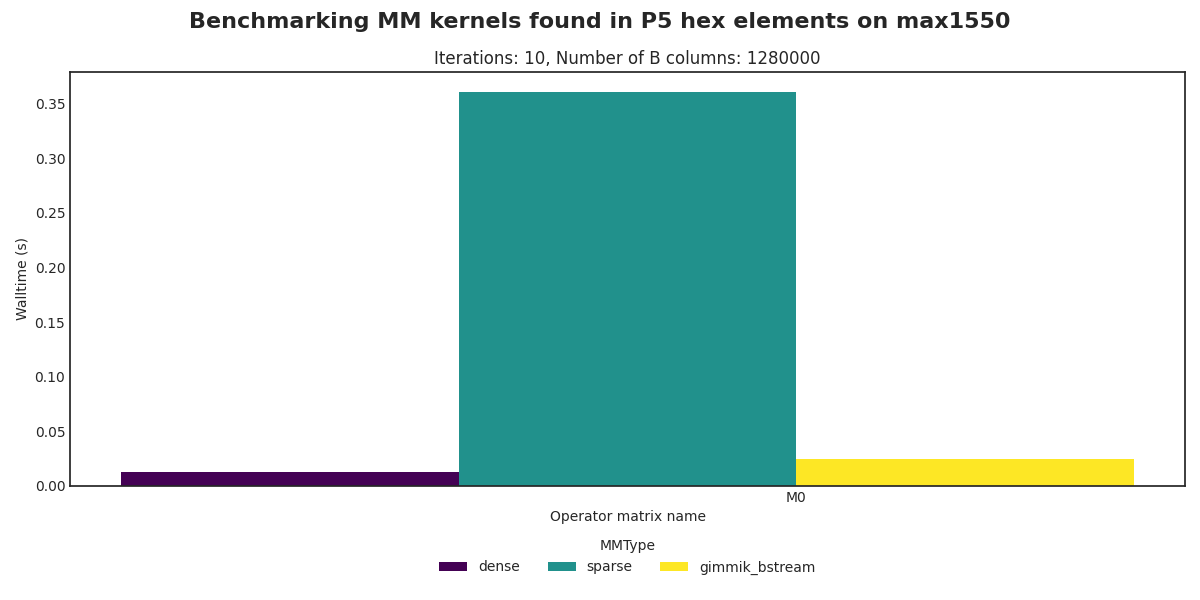 Benchmarking MM kernels found in P5 hex elements on max1550
Iterations: 10, Number of B columns: 1280000
Walltime (s)
0.35
0.30
0.25
0.20
0.15
0.10
0.05
0.00
M0
Operator matrix name
MMType
dense sparse gimmik_bstream